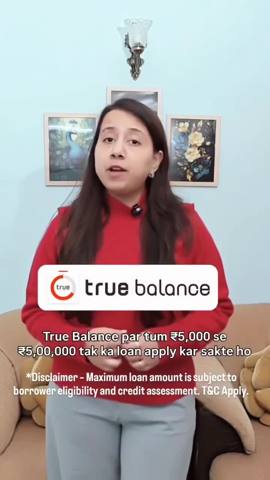 true
true balance
True Balance par tum ₹5,000 se
₹5,00,000 tak ka loan apply kar sakte ho
*Disclaimer - Maximum loan amount is subject to
borrower eligibility and credit assessment. T&C Apply.